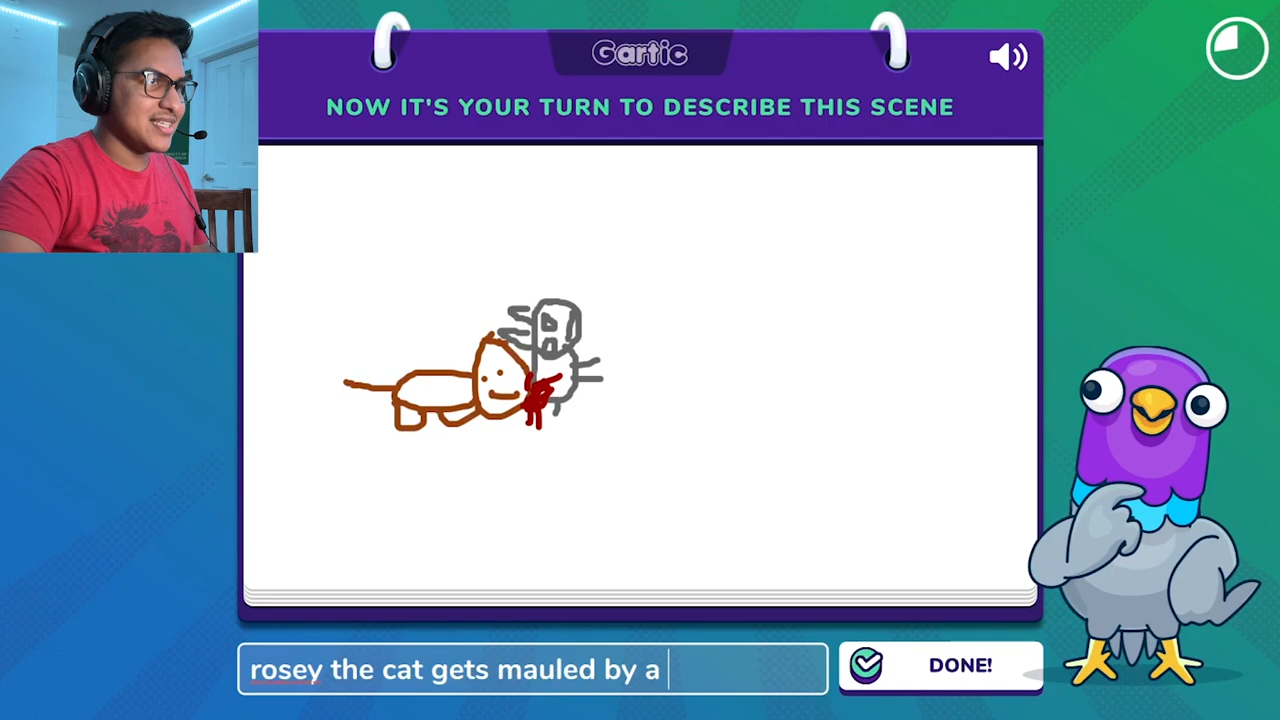 Gartic
NOW IT'S YOUR TURN TO DESCRIBE THIS SCENE
rosey the cat gets mauled by a
DONE!